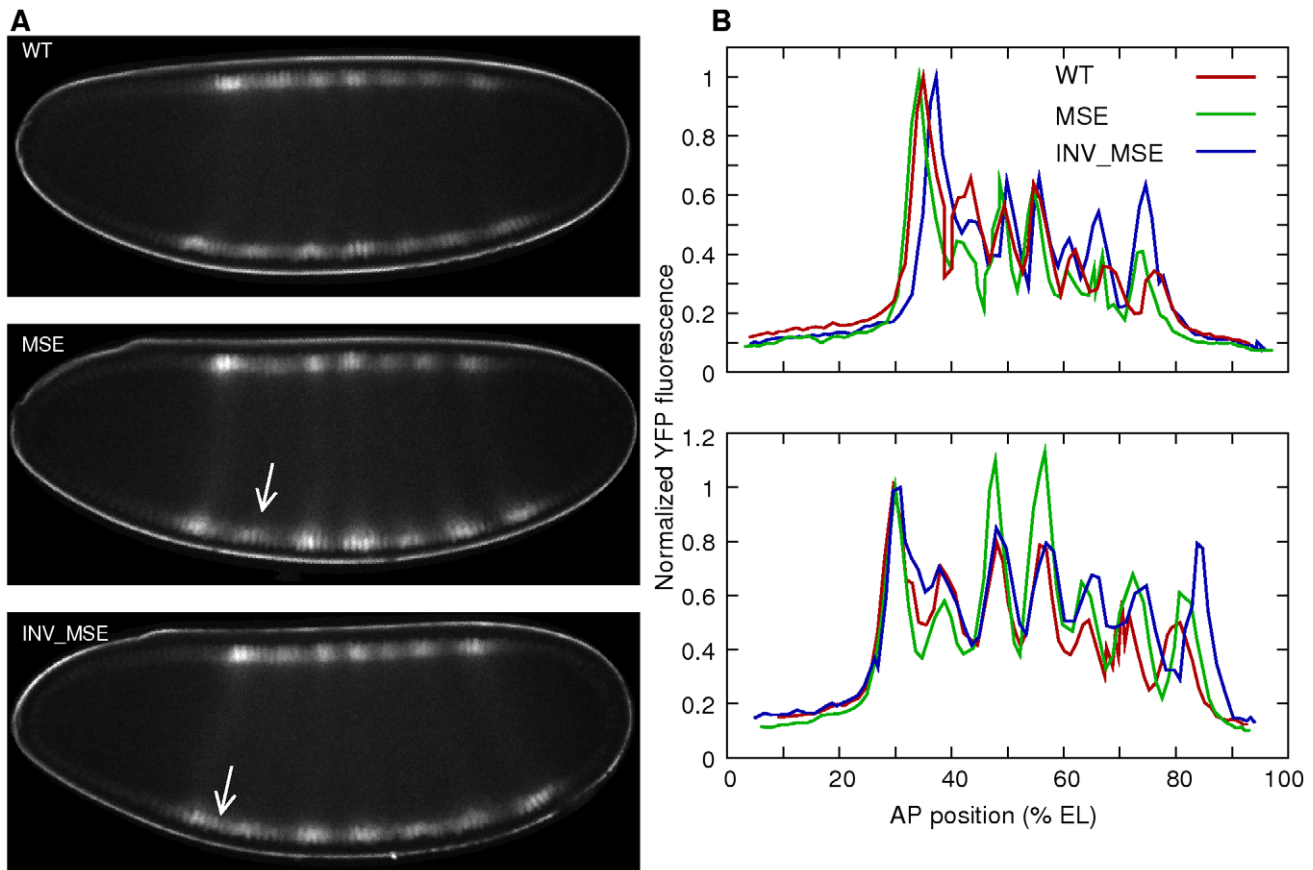 A
B
WT
MSE
INV_MSE
WT
MSE
INV_MSE
1
0.8
0.6
0.4
0.2
0
Normalized YFP fluorescence
1.2
1
0.8
0.6
0.4
0.2
0
0 20 40 60 80 100
AP position (% EL)